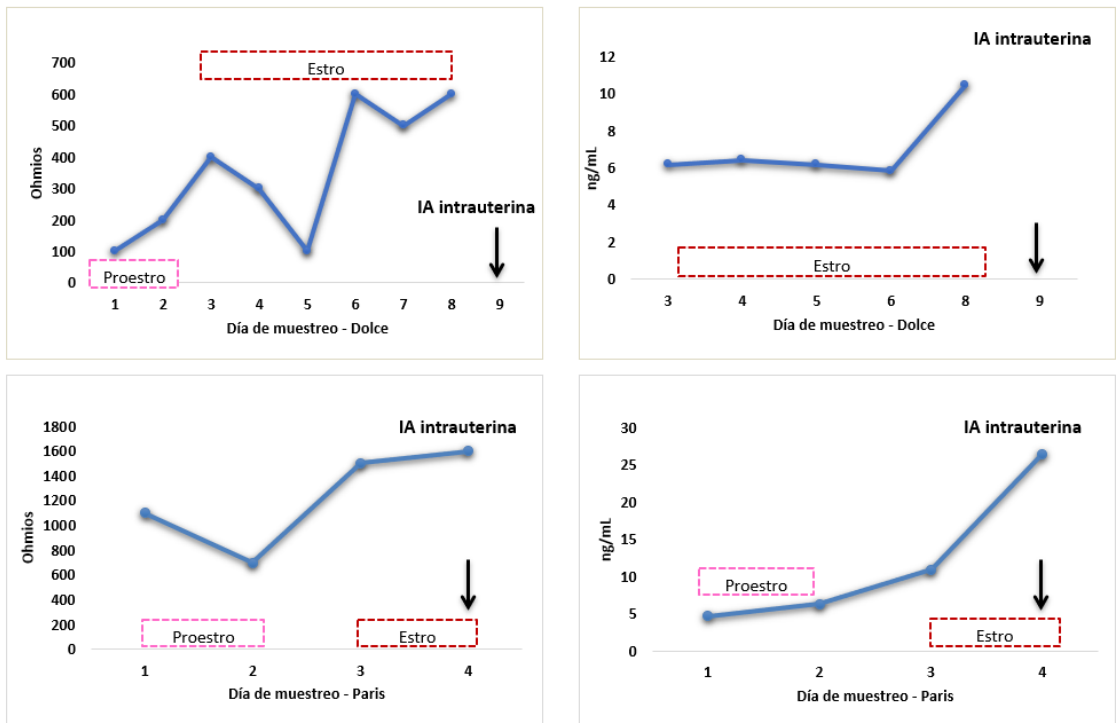 700
Estro
600
500
400
300
200
100
0
Ohmios
IA intrauterina
Proestro
1 2 3 4 5 6 7 8 9
Día de muestreo - Dolce
IA intrauterina
12
10
8
6
4
2
0
ng/mL
Estro
3 4 5 6 8 9
Día de muestreo - Dolce
1800
1600
1400
1200
1000
800
600
400
200
0
Ohmios
IA intrauterina
Proestro Estro
1 2 3 4
Día de muestreo - Paris
30
25
20
15
10
5
0
ng/mL
IA intrauterina
Proestro
Estro
1 2 3 4
Día de muestreo - Paris